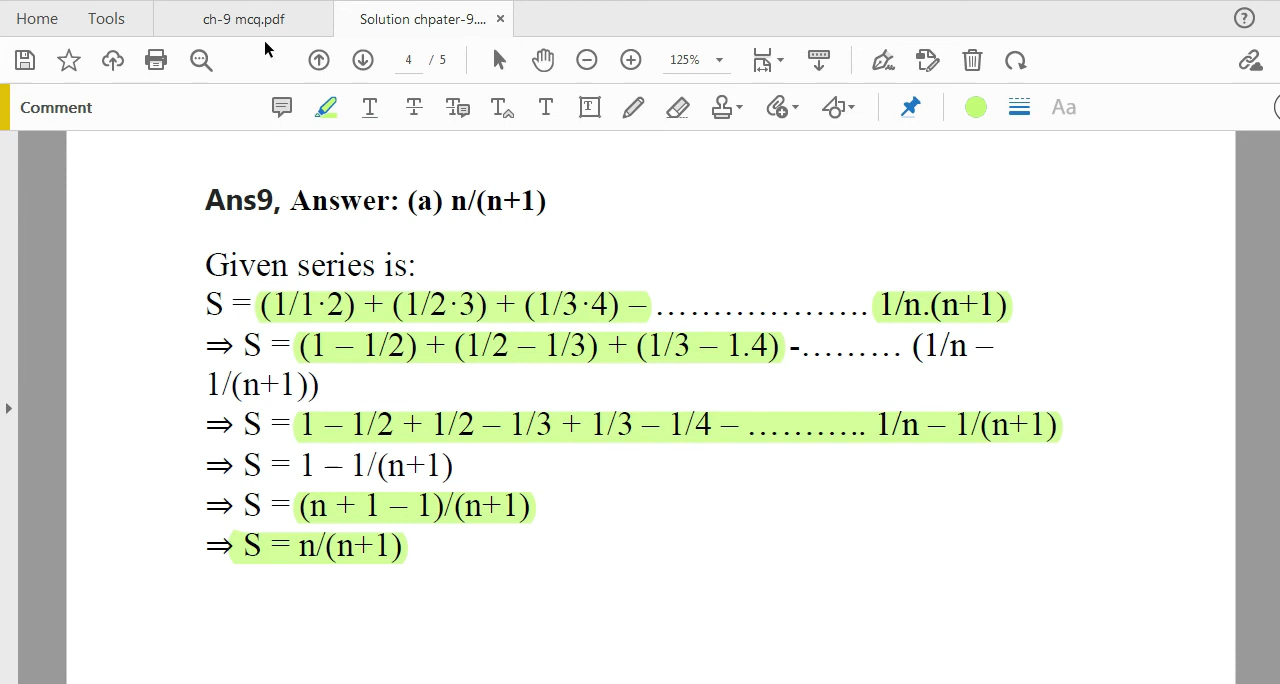 Home Tools ch-9 mcq.pdf Solution chpater-9.... ×
4 / 5 125%
Comment Aa
Ans9, Answer: (a) n/(n+1)
Given series is:
S = (1/1·2) + (1/2·3) + (1/3·4) – ………………. 1/n.(n+1)
⇒ S = (1 – 1/2) + (1/2 – 1/3) + (1/3 – 1.4) -……… (1/n –
1/(n+1))
⇒ S = 1 – 1/2 + 1/2 – 1/3 + 1/3 – 1/4 – ……….. 1/n – 1/(n+1)
⇒ S = 1 – 1/(n+1)
⇒ S = (n + 1 – 1)/(n+1)
⇒ S = n/(n+1)